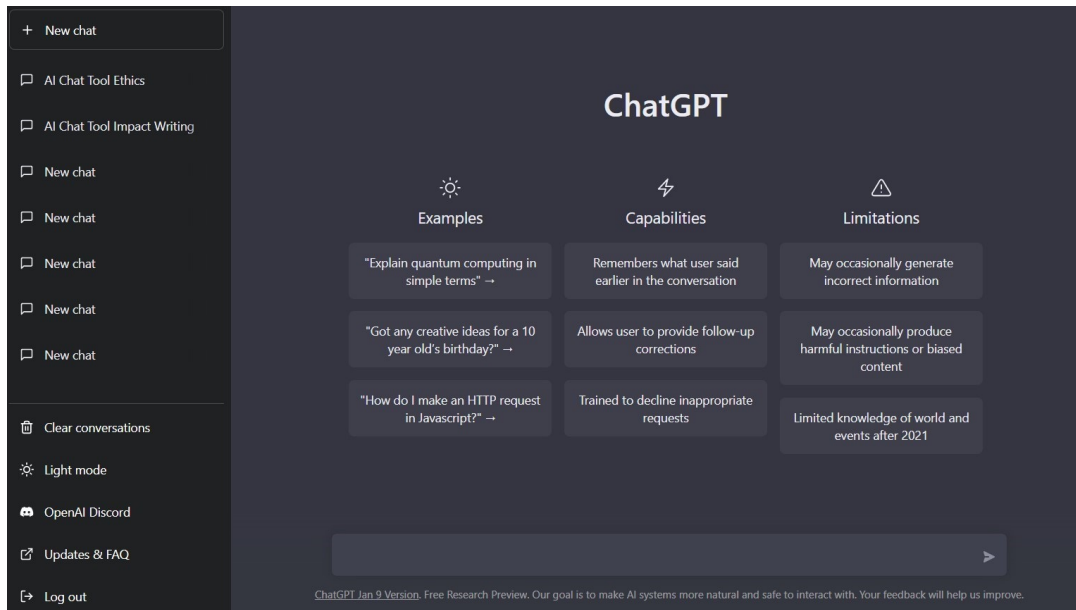 New chat
AI Chat Tool Ethics
AI Chat Tool Impact Writing
New chat
New chat
New chat
New chat
New chat
Clear conversations
Light mode
OpenAI Discord
Updates & FAQ
Log out
ChatGPT
Examples
"Explain quantum computing in
simple terms" →
"Got any creative ideas for a 10
year old's birthday?" →
"How do I make an HTTP request
in Javascript?" →
Capabilities
Remembers what user said
earlier in the conversation
Allows user to provide follow-up
corrections
Trained to decline inappropriate
requests
Limitations
May occasionally generate
incorrect information
May occasionally produce
harmful instructions or biased
content
Limited knowledge of world and
events after 2021
ChatGPT Jan 9 Version. Free Research Preview. Our goal is to make AI systems more natural and safe to interact with. Your feedback will help us improve.